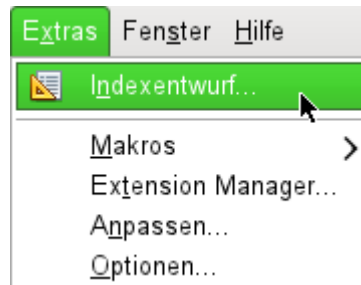 Extras Fenster Hilfe
Indexentwurf...
Makros
Extension Manager...
Anpassen...
Optionen...